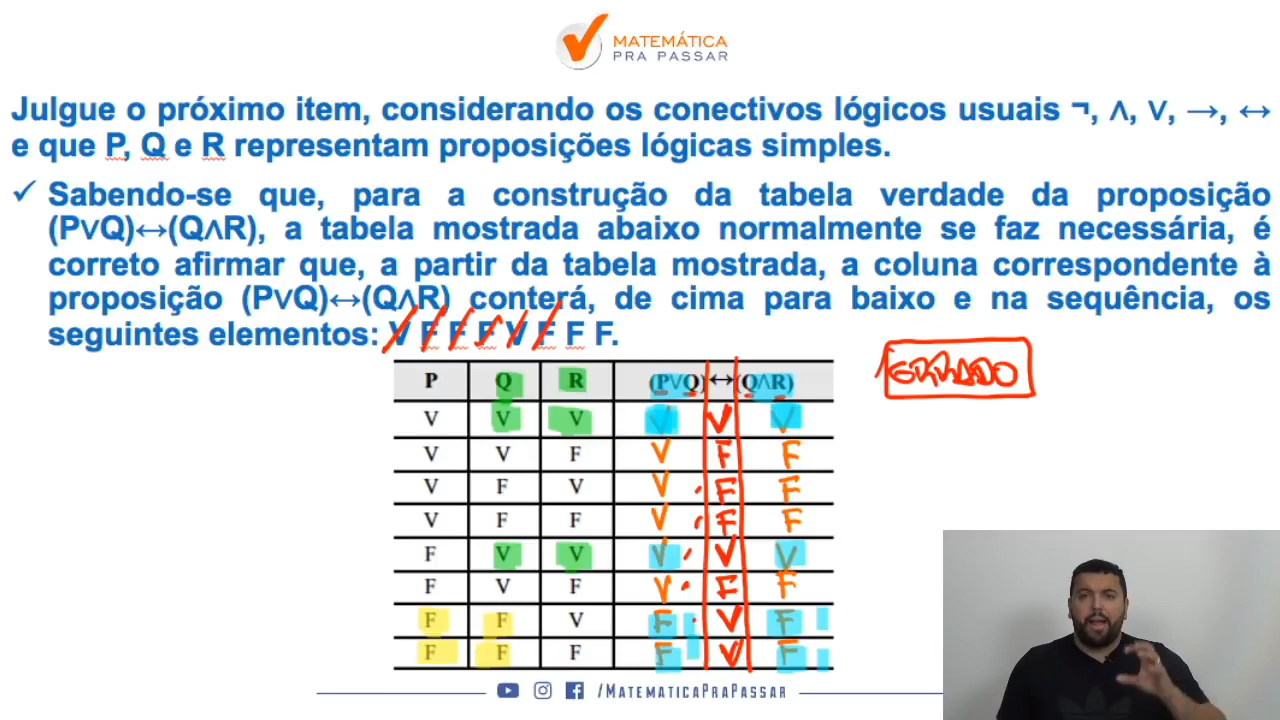 MATEMÁTICA
PRA PASSAR
Julgue o próximo item, considerando os conectivos lógicos usuais ¬, ∧, ∨, →, ↔
e que P, Q e R representam proposições lógicas simples.
✓ Sabendo-se que, para a construção da tabela verdade da proposição
(P∨Q)↔(Q∧R), a tabela mostrada abaixo normalmente se faz necessária, é
correto afirmar que, a partir da tabela mostrada, a coluna correspondente à
proposição (P∨Q)↔(Q∧R) conterá, de cima para baixo e na sequência, os
seguintes elementos: V F F F V F F F.
ERRADO
P Q R (P∨Q)↔(Q∧R)
V V V V V V
V V F V F F
V F V V F F
V F F V F F
F V V V V V
F V F V F F
F F V F V F
F F F F V F
/MATEMATICAPRAPASSAR